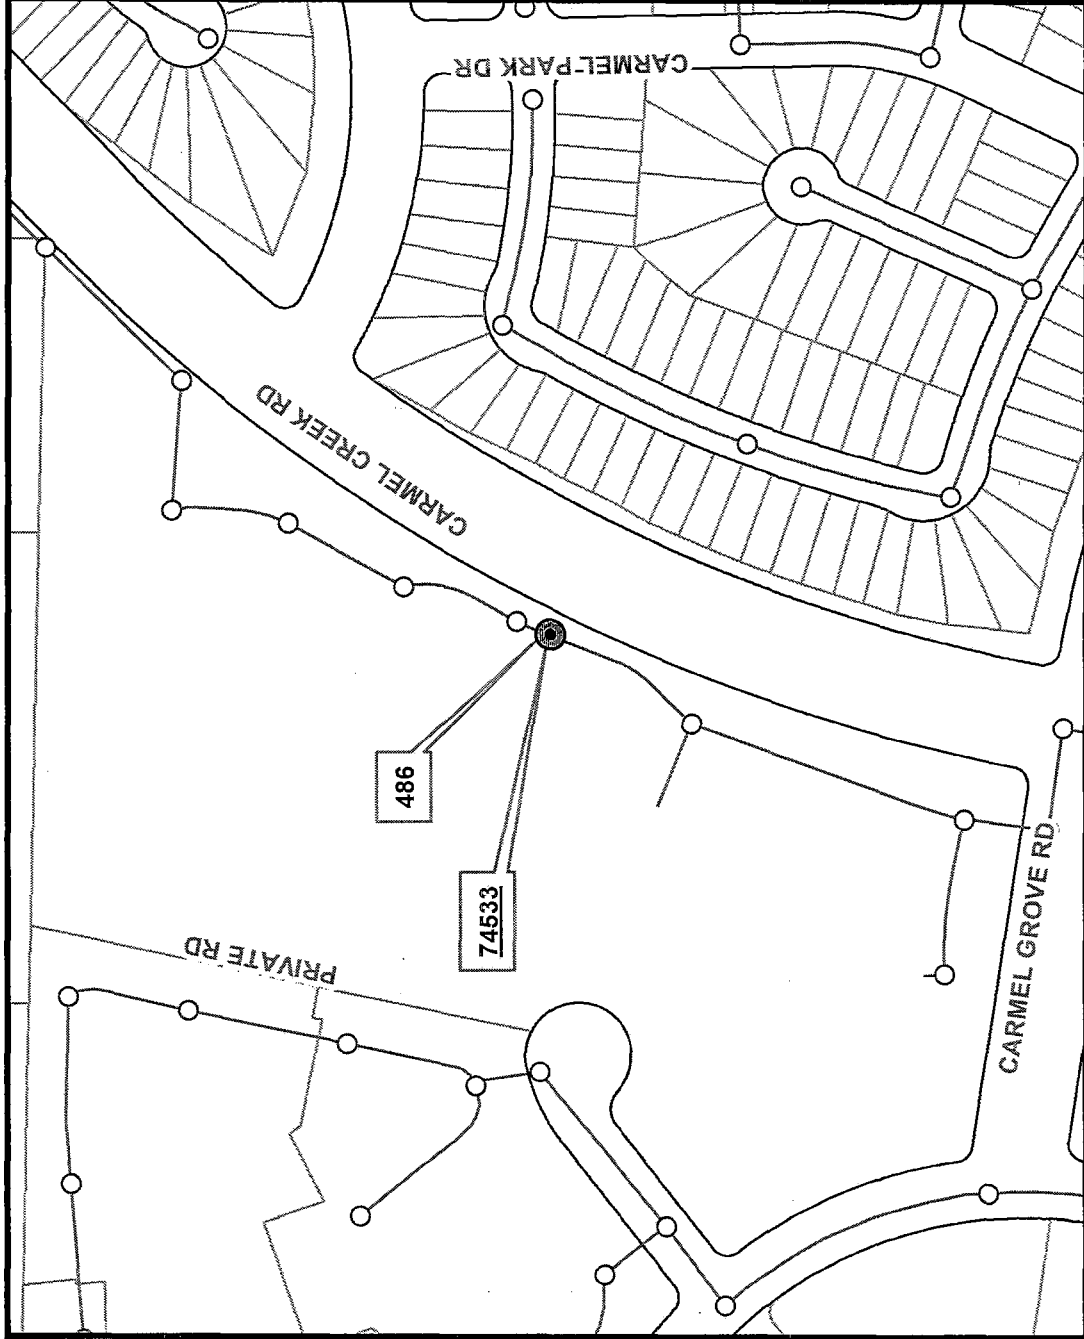 CARMEL PARK DR
CARMEL CREEK RD
486
74533
PRIVATE RD
CARMEL GROVE RD